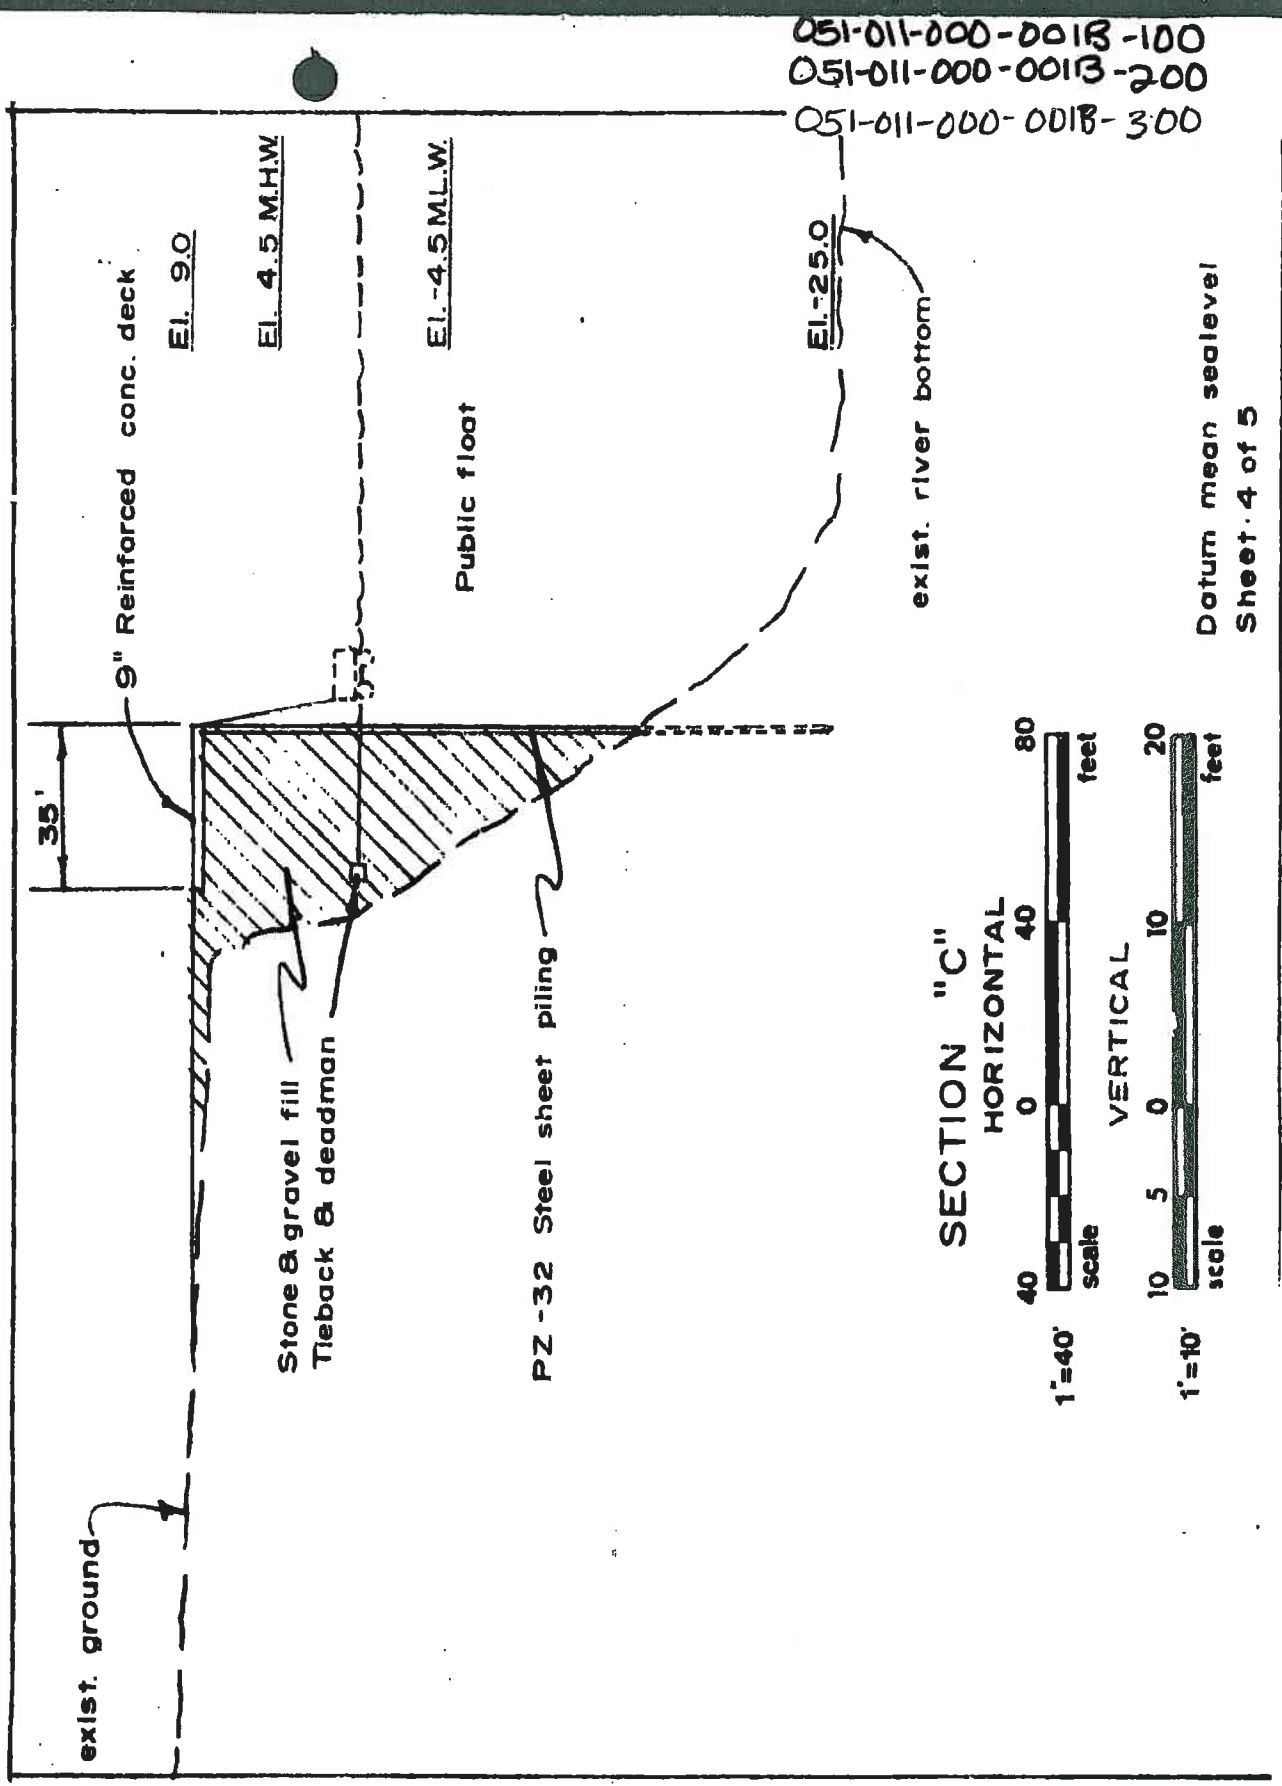 051-011-000-001B-100
051-011-000-001B-200
051-011-000-001B-300
35'
9" Reinforced conc. deck
El. 9.0
El. 4.5 M.H.W.
El.-4.5 M.L.W.
Public float
El.-25.0
exist. river bottom
exist. ground
Stone & gravel fill
Tieback & deadman
PZ-32 Steel sheet piling
SECTION "C"
HORIZONTAL
40 0 40 80
1"=40' scale feet
VERTICAL
10 5 0 10 20
1"=10' scale feet
Datum mean sealevel
Sheet 4 of 5